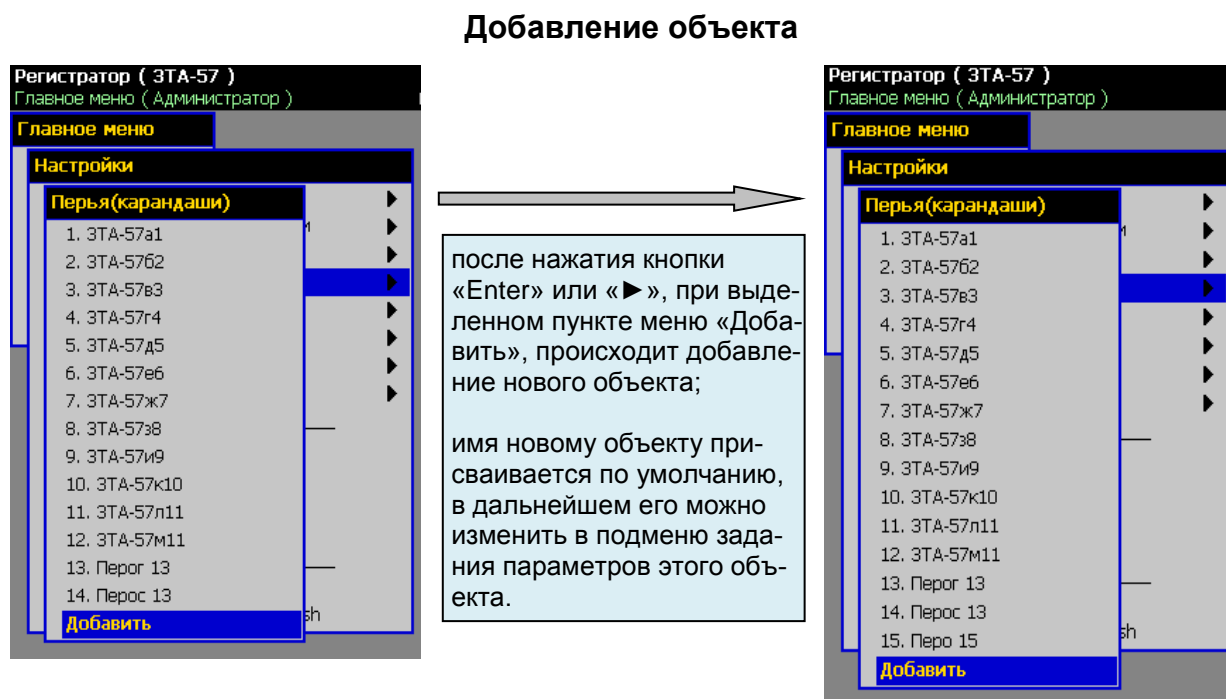 Добавление объекта
Регистратор ( ЗТА-57 )
Главное меню ( Администратор )
Главное меню
Настройки
Перья(карандаши)
1. ЗТА-57а1
2. ЗТА-57б2
3. ЗТА-57в3
4. ЗТА-57г4
5. ЗТА-57д5
6. ЗТА-57е6
7. ЗТА-57ж7
8. ЗТА-57з8
9. ЗТА-57и9
10. ЗТА-57к10
11. ЗТА-57л11
12. ЗТА-57м11
13. Перог 13
14. Перос 13
Добавить
sh
после нажатия кнопки
«Enter» или «►», при выде-
ленном пункте меню «Доба-
вить», происходит добавле-
ние нового объекта;
имя новому объекту при-
сваивается по умолчанию,
в дальнейшем его можно
изменить в подменю зада-
ния параметров этого объ-
екта.
Регистратор ( ЗТА-57 )
Главное меню ( Администратор )
Главное меню
Настройки
Перья(карандаши)
1. ЗТА-57а1
2. ЗТА-57б2
3. ЗТА-57в3
4. ЗТА-57г4
5. ЗТА-57д5
6. ЗТА-57е6
7. ЗТА-57ж7
8. ЗТА-57з8
9. ЗТА-57и9
10. ЗТА-57к10
11. ЗТА-57л11
12. ЗТА-57м11
13. Перог 13
14. Перос 13
15. Перо 15
Добавить
sh